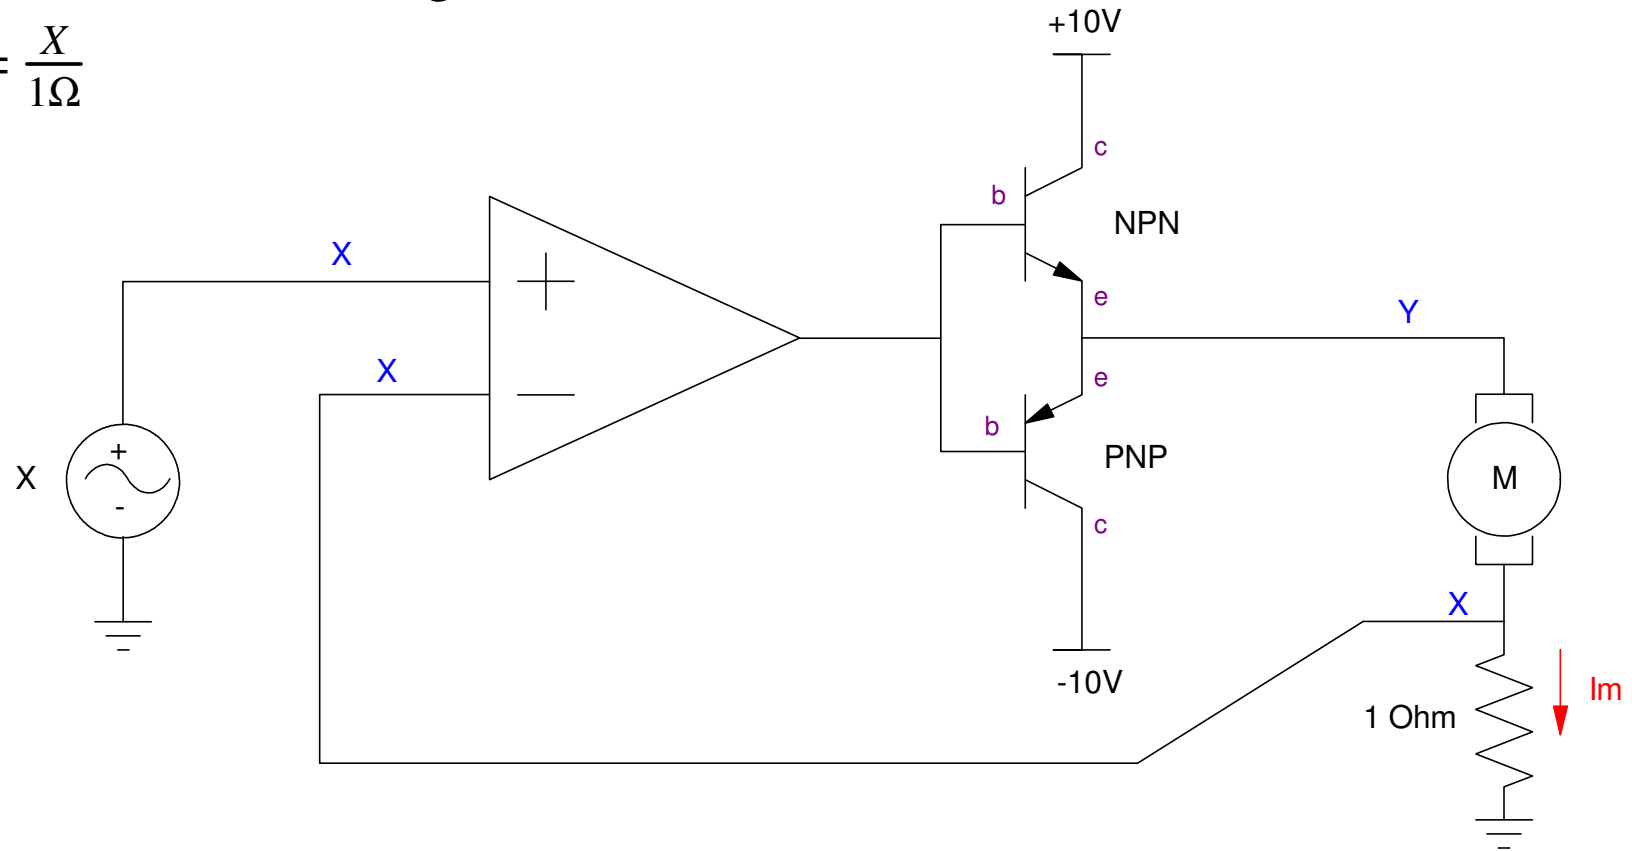 +10V
= X
1Ω
c
b
NPN
X
e
Y
X
e
b
+
PNP
X
M
-
c
X
-10V
Im
1 Ohm